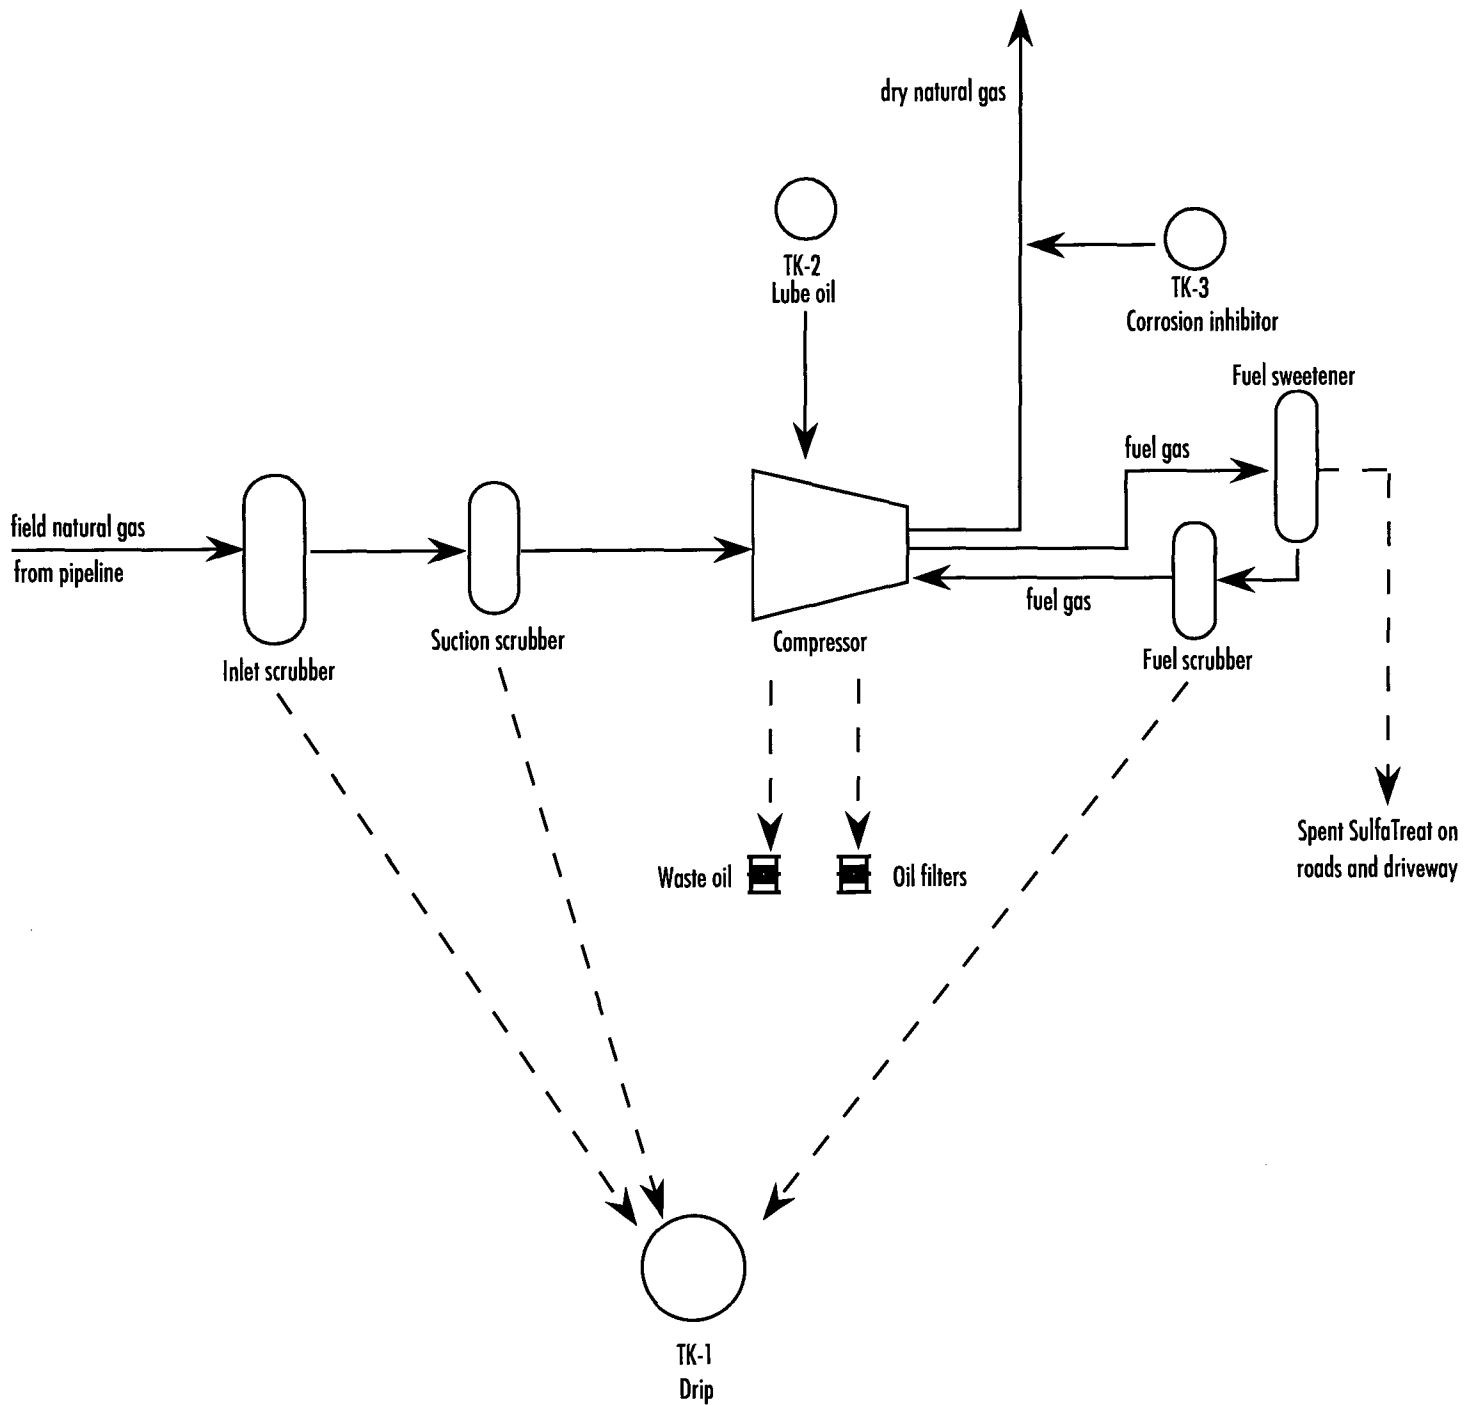 dry natural gas
TK-2
Lube oil
TK-3
Corrosion inhibitor
Fuel sweetener
fuel gas
field natural gas
from pipeline
fuel gas
Suction scrubber
Compressor
Inlet scrubber
Fuel scrubber
Spent SulfaTreat on
roads and driveway
Waste oil
Oil filters
TK-1
Drip